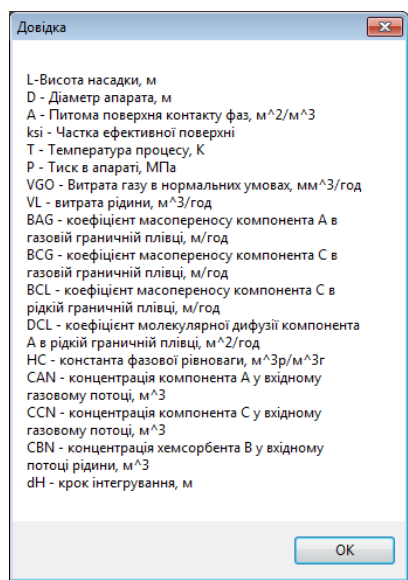 Довідка
L-Висота насадки, м
D - Діаметр апарата, м
A - Питома поверхня контакту фаз, м^2/м^3
ksi - Частка ефективної поверхні
T - Температура процесу, К
P - Тиск в апараті, МПа
VGO - Витрата газу в нормальних умовах, мм^3/год
VL - витрата рідини, м^3/год
BAG - коефіцієнт масопереносу компонента А в
газовій граничній плівці, м/год
BCG - коефіцієнт масопереносу компонента С в
газовій граничній плівці, м/год
BCL - коефіцієнт масопереносу компонента С в
рідкій граничній плівці, м/год
DCL - коефіцієнт молекулярної дифузії компонента
А в рідкій граничній плівці, м^2/год
HC - константа фазової рівноваги, м^3р/м^3г
CAN - концентрація компонента А у вхідному
газовому потоці, м^3
CCN - концентрація компонента С у вхідному
газовому потоці, м^3
CBN - концентрація хемсорбента В у вхідному
потоці рідини, м^3
dH - крок інтегрування, м
OK